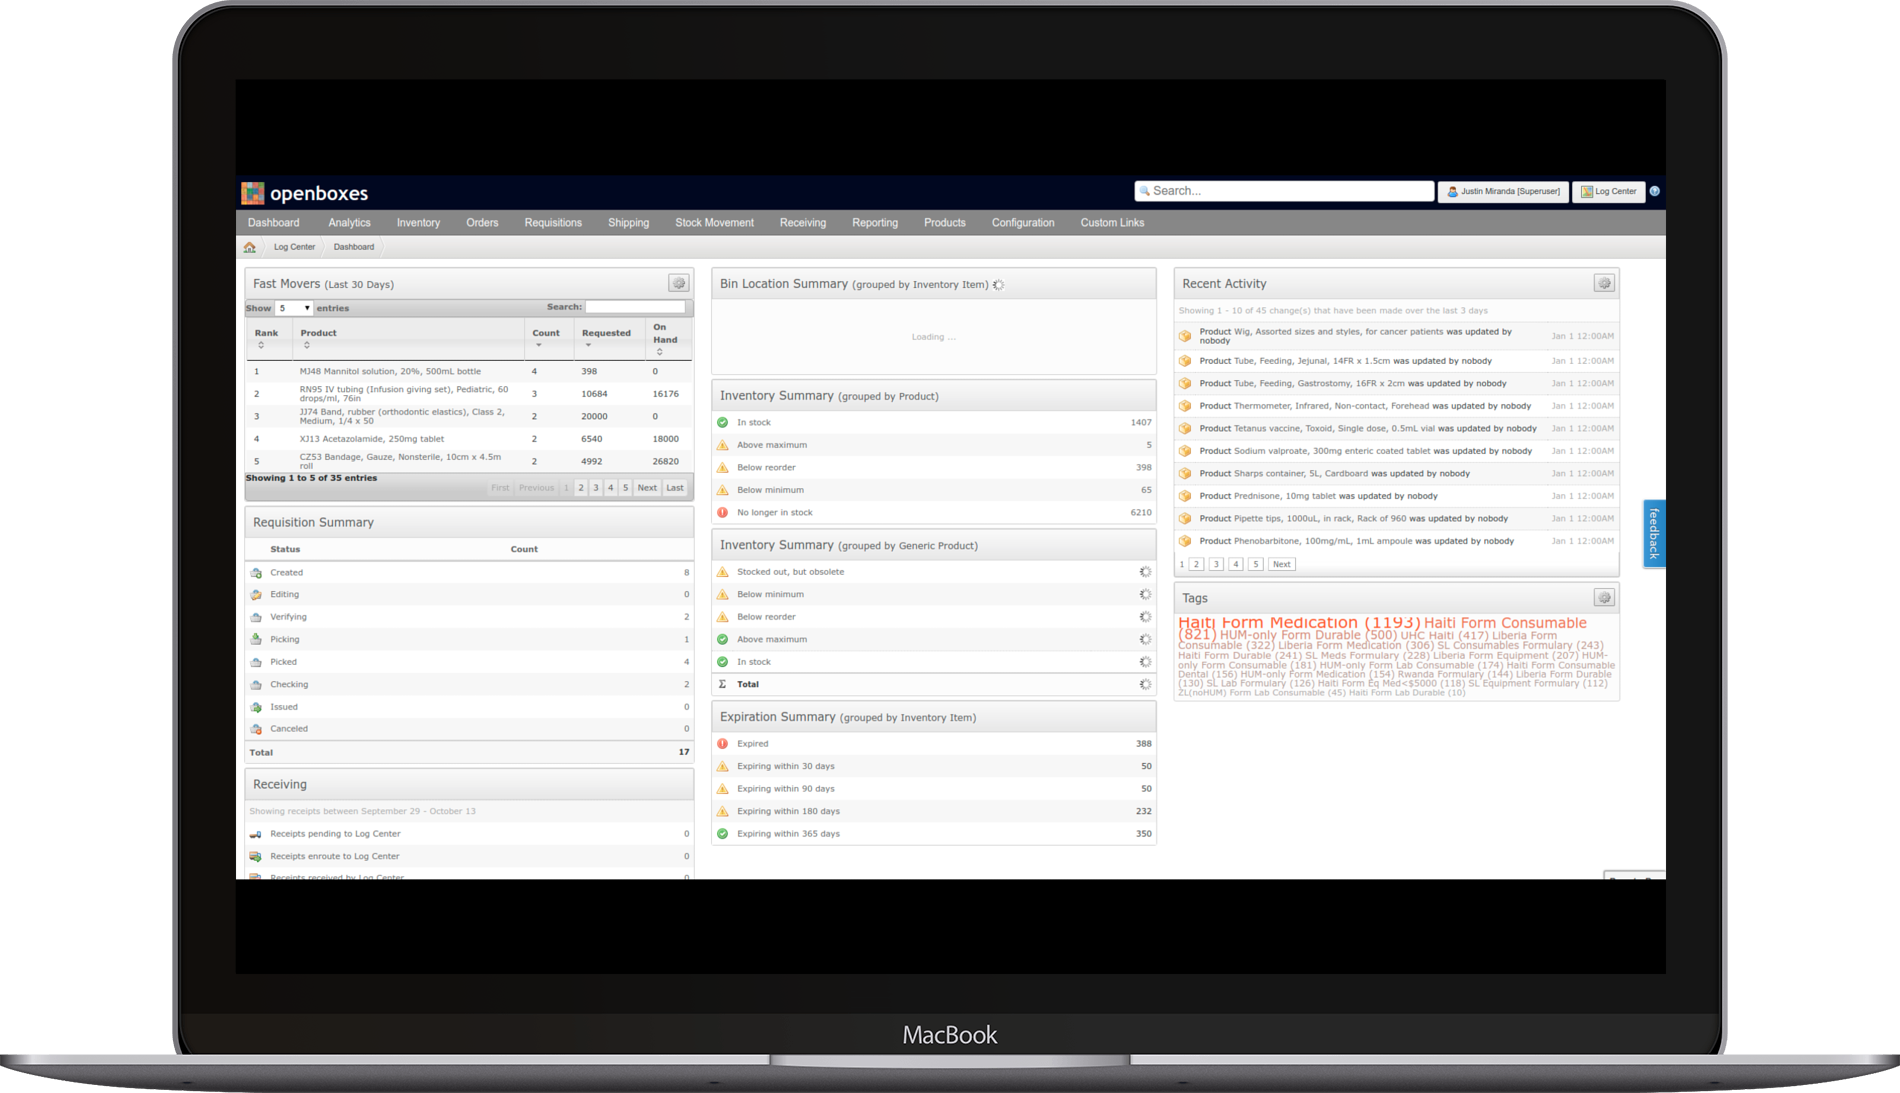 openboxes
Search...
Justin Miranda [Superuser]
Log Center
Dashboard Analytics Inventory Orders Requisitions Shipping Stock Movement Receiving Reporting Products Configuration Custom Links
Log Center Dashboard
Fast Movers (Last 30 Days)
Show 5 entries Search:
Rank Product Count Requested On Hand
1 MJ48 Mannitol solution, 20%, 500mL bottle 4 398 0
2 RN95 IV tubing (Infusion giving set), Pediatric, 60 drops/ml, 76in 3 10684 16176
3 JJ74 Band, rubber (orthodontic elastics), Class 2, Medium, 1/4 x 50 2 20000 0
4 XJ13 Acetazolamide, 250mg tablet 2 6540 18000
5 CZ53 Bandage, Gauze, Nonsterile, 10cm x 4.5m roll 2 4992 26820
Showing 1 to 5 of 35 entries
First Previous 1 2 3 4 5 Next Last
Requisition Summary
Status Count
Created 8
Editing 0
Verifying 2
Picking 1
Picked 4
Checking 2
Issued 0
Canceled 0
Total 17
Receiving
Showing receipts between September 29 - October 13
Receipts pending to Log Center 0
Receipts enroute to Log Center 0
Receipts received by Log Center 0
Bin Location Summary (grouped by Inventory Item)
Loading ...
Inventory Summary (grouped by Product)
In stock 1407
Above maximum 5
Below reorder 398
Below minimum 65
No longer in stock 6210
Inventory Summary (grouped by Generic Product)
Stocked out, but obsolete
Below minimum
Below reorder
Above maximum
In stock
Σ Total
Expiration Summary (grouped by Inventory Item)
Expired 388
Expiring within 30 days 50
Expiring within 90 days 50
Expiring within 180 days 232
Expiring within 365 days 350
Recent Activity
Showing 1 - 10 of 45 change(s) that have been made over the last 3 days
Product Wig, Assorted sizes and styles, for cancer patients was updated by
nobody Jan 1 12:00AM
Product Tube, Feeding, Jejunal, 14FR x 1.5cm was updated by nobody Jan 1 12:00AM
Product Tube, Feeding, Gastrostomy, 16FR x 2cm was updated by nobody Jan 1 12:00AM
Product Thermometer, Infrared, Non-contact, Forehead was updated by nobody Jan 1 12:00AM
Product Tetanus vaccine, Toxoid, Single dose, 0.5mL vial was updated by nobody Jan 1 12:00AM
Product Sodium valproate, 300mg enteric coated tablet was updated by nobody Jan 1 12:00AM
Product Sharps container, 5L, Cardboard was updated by nobody Jan 1 12:00AM
Product Prednisone, 10mg tablet was updated by nobody Jan 1 12:00AM
Product Pipette tips, 1000uL, in rack, Rack of 960 was updated by nobody Jan 1 12:00AM
Product Phenobarbitone, 100mg/mL, 1mL ampoule was updated by nobody Jan 1 12:00AM
1 2 3 4 5 Next
Tags
Haiti Form Medication (1193) Haiti Form Consumable
(821) HUM-only Form Durable (500) UHC Haiti (417) Liberia Form
Consumable (322) Liberia Form Medication (306) SL Consumables Formulary (243)
Haiti Form Durable (241) SL Meds Formulary (228) Liberia Form Equipment (207) HUM-
only Form Consumable (181) HUM-only Form Lab Consumable (174) Haiti Form Consumable
Dental (156) HUM-only Form Medication (154) Rwanda Formulary (144) Liberia Form Durable
(130) SL Lab Formulary (126) Haiti Form Eq Med<$5000 (118) SL Equipment Formulary (112)
ZL(noHUM) Form Lab Consumable (45) Haiti Form Lab Durable (10)
feedback
MacBook